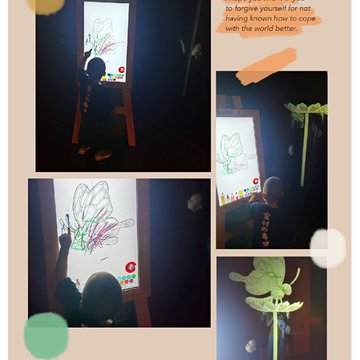 to forgive yourself for not
having known how to cope
with the world better.